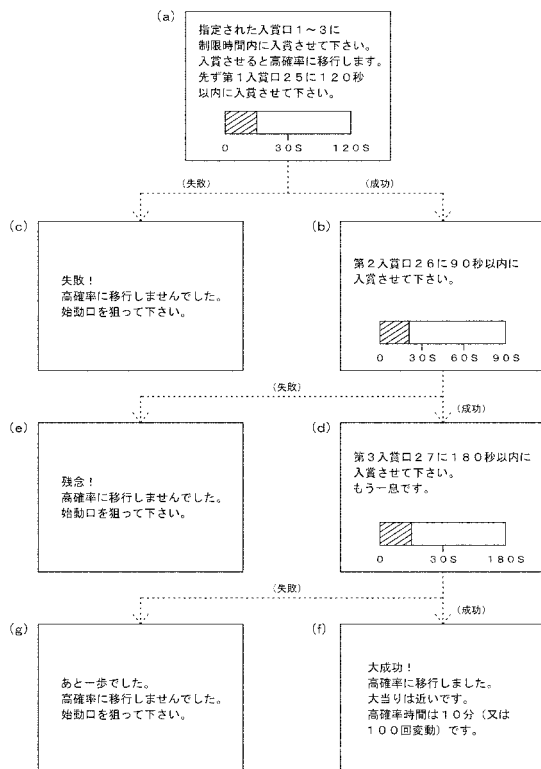 (a)
指定された入賞口1～3に
制限時間内に入賞させて下さい。
入賞させると高確率に移行します。
先ず第1入賞口25に120秒
以内に入賞させて下さい。
0 30S 120S
(失敗) (成功)
(c)
失敗！
高確率に移行しませんでした。
始動口を狙って下さい。
(b)
第2入賞口26に90秒以内に
入賞させて下さい。
0 30S 60S 90S
(失敗) (成功)
(e)
残念！
高確率に移行しませんでした。
始動口を狙って下さい。
(d)
第3入賞口27に180秒以内に
入賞させて下さい。
もう一息です。
0 30S 180S
(失敗) (成功)
(g)
あと一歩でした。
高確率に移行しませんでした。
始動口を狙って下さい。
(f)
大成功！
高確率に移行しました。
大当りは近いです。
高確率時間は10分（又は
100回変動）です。